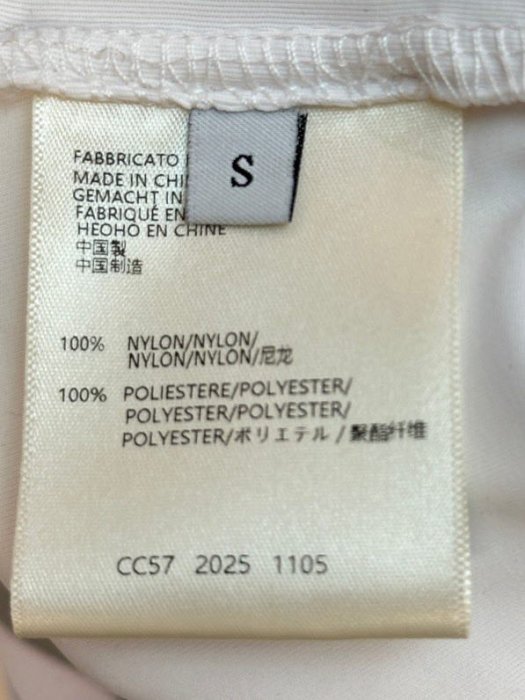 S
FABBRICATO
MADE IN CHI
GEMACHT IN
FABRIQUÉ EN
HEOHO EN CHINE
中国製
中国制造
100% NYLON/NYLON/
NYLON/NYLON/尼龙
100% POLIESTERE/POLYESTER/
POLYESTER/POLYESTER/
POLYESTER/ポリエテル / 聚酯纤维
CC57 2025 1105